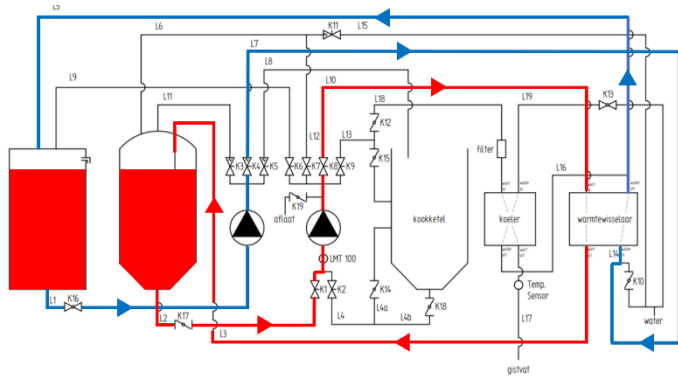 L5
L6
K11
L15
L7
L8
L9
L10
L11
L18
L19
K13
K12
L12
L13
filter
K3
K4
K5
K6
K7
K8
K9
K15
L16
K19
aflaat
kookketel
koeler
warmtewisselaar
LMT 100
L14
K10
Temp.
Sensor
K1
K2
K14
K18
L1
K16
L2
K17
L3
L4
L4a
L4b
L17
water
gistvat